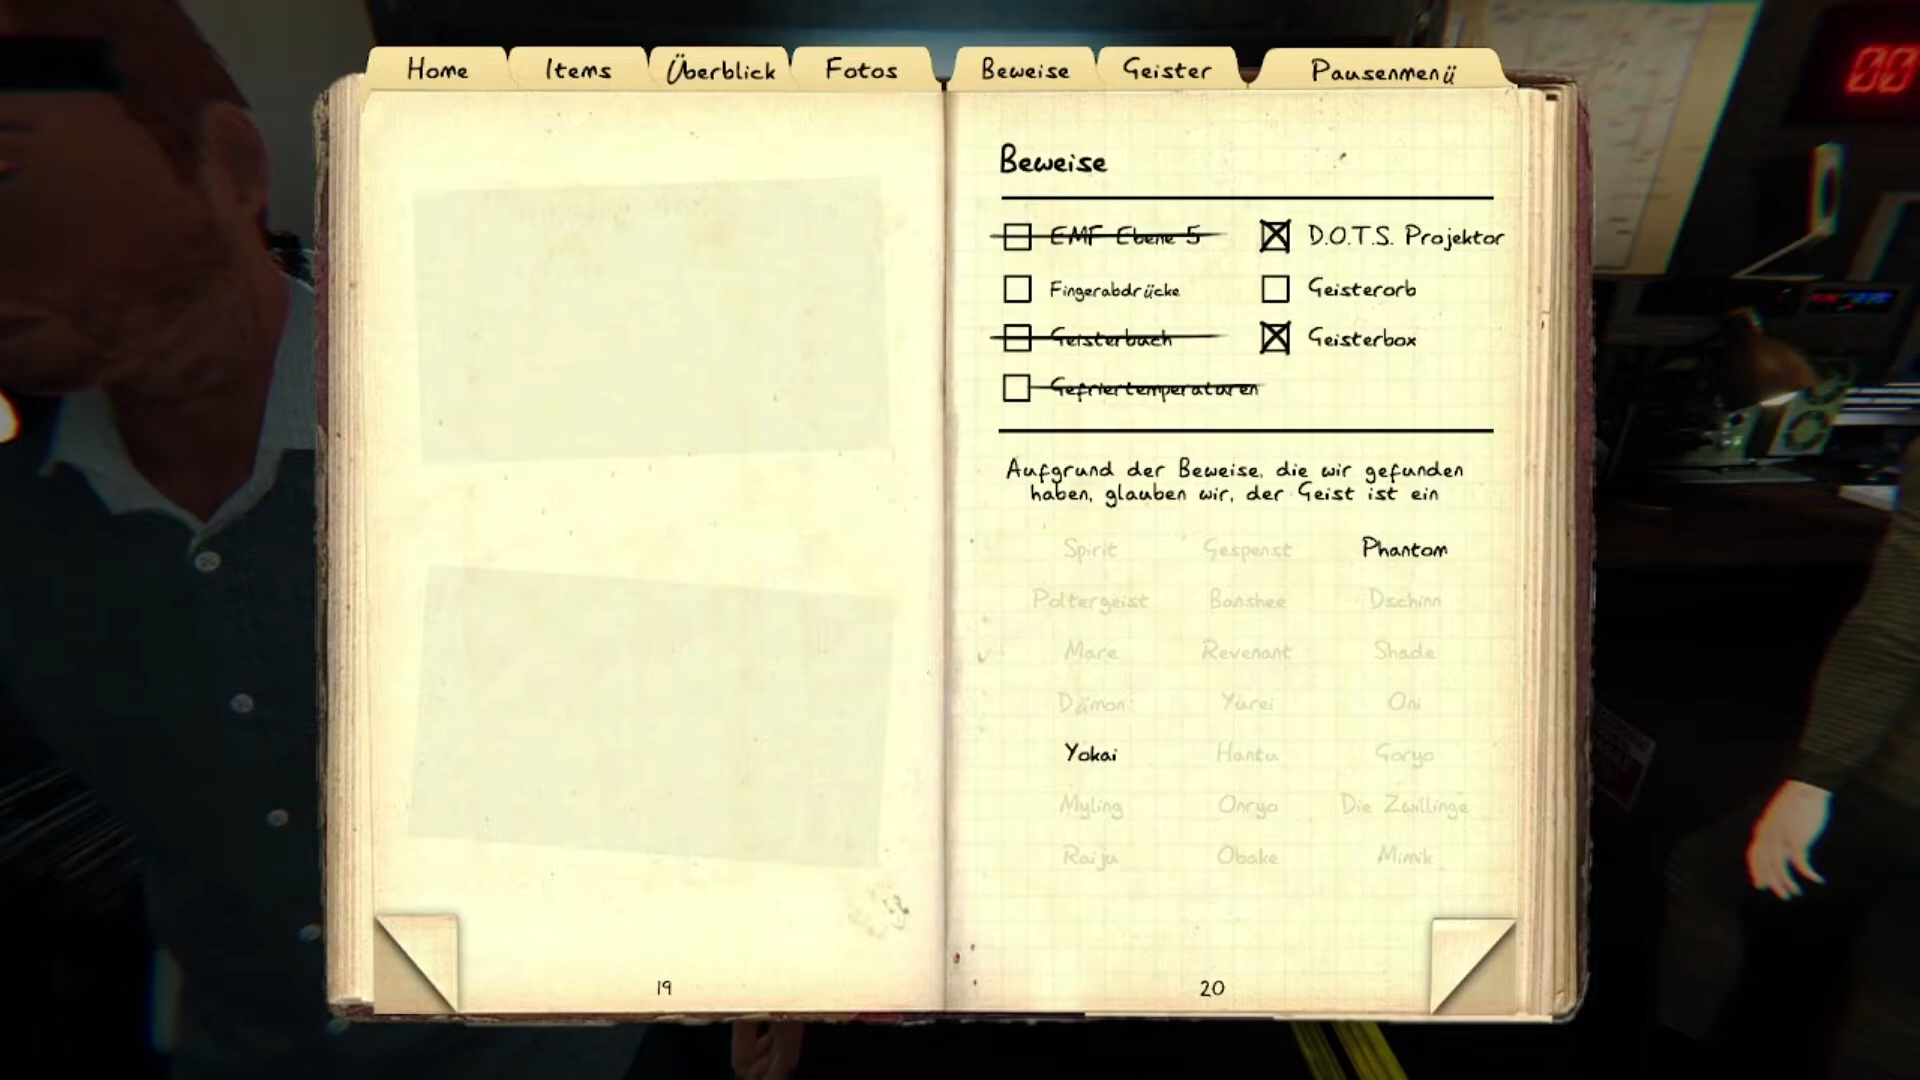 Home Items Überblick Fotos Beweise Geister Pausenmenü
00
Beweise
EMF Ebene 5 D.O.T.S. Projektor
Fingerabdrücke Geisterorb
Geisterbuch Geisterbox
Gefriertemperaturen
Aufgrund der Beweise, die wir gefunden
haben, glauben wir, der Geist ist ein
Spirit Gespenst Phantom
Poltergeist Banshee Dschinn
Mare Revenant Shade
Dämon Yurei Oni
Yokai Hantu Goryo
Myling Onryo Die Zwillinge
Raiju Obake Mimik
19 20